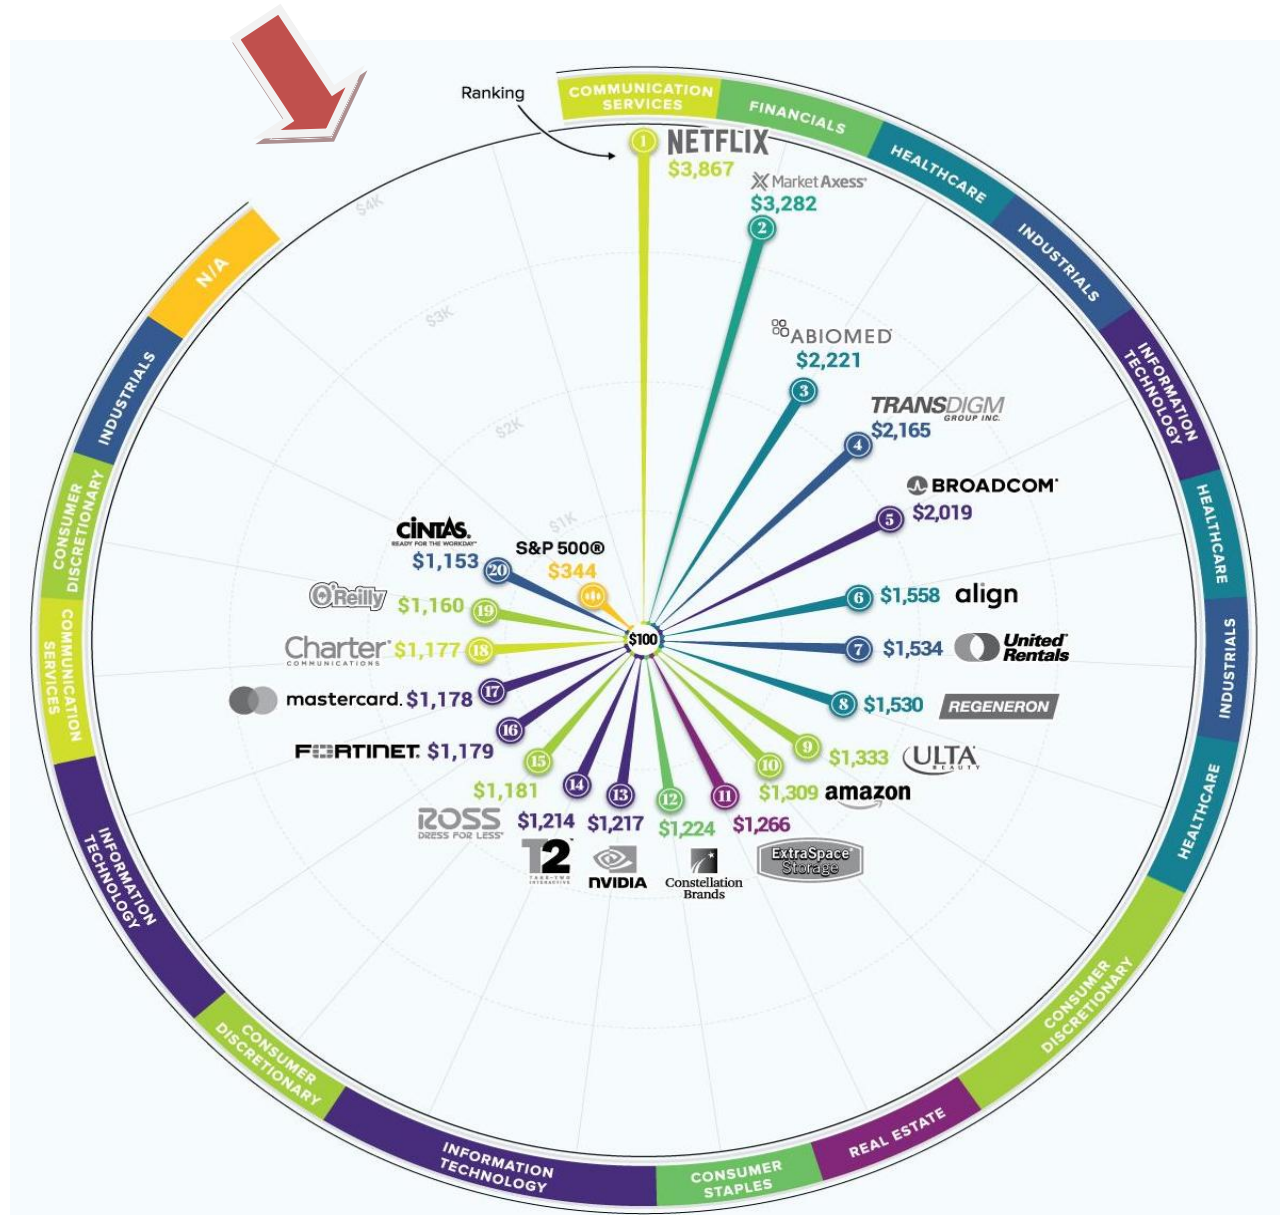 Ranking
COMMUNICATION
SERVICES
FINANCIALS
HEALTHCARE
INDUSTRIALS
INFORMATION
TECHNOLOGY
HEALTHCARE
INDUSTRIALS
HEALTHCARE
CONSUMER
DISCRETIONARY
REAL ESTATE
CONSUMER
STAPLES
INFORMATION
TECHNOLOGY
CONSUMER
DISCRETIONARY
INFORMATION
TECHNOLOGY
COMMUNICATION
SERVICES
CONSUMER
DISCRETIONARY
INDUSTRIALS
N/A
$4K
$3K
$2K
$1K
$100
1
NETFLIX
$3,867
MarketAxess
$3,282
2
ABIOMED
$2,221
3
TRANSDIGM
GROUP INC.
$2,165
4
BROADCOM
$2,019
5
6
$1,558
align
7
$1,534
United
Rentals
8
$1,530
REGENERON
9
$1,333
ULTA
BEAUTY
10
$1,309
amazon
11
$1,266
ExtraSpace
Storage
12
$1,224
Constellation
Brands
13
$1,217
NVIDIA
14
$1,214
T2
TAKE-TWO
INTERACTIVE
15
$1,181
ROSS
DRESS FOR LESS
16
FORTINET
$1,179
17
mastercard.
$1,178
18
Charter
COMMUNICATIONS
$1,177
19
O'Reilly
$1,160
CINTAS.
READY FOR THE WORKDAY
$1,153
20
S&P 500®
$344